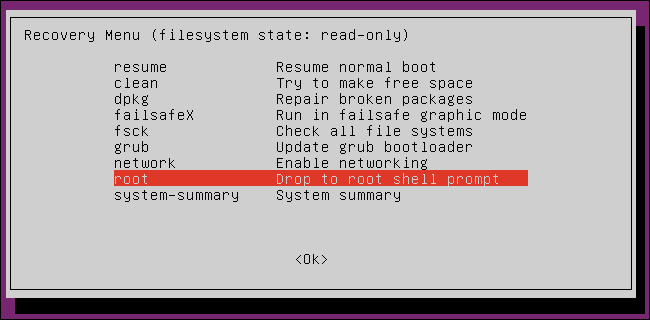 Recovery Menu (filesystem state: read-only)
resume Resume normal boot
clean Try to make free space
dpkg Repair broken packages
failsafeX Run in failsafe graphic mode
fsck Check all file systems
grub Update grub bootloader
network Enable networking
root Drop to root shell prompt
system-summary System summary
<Ok>